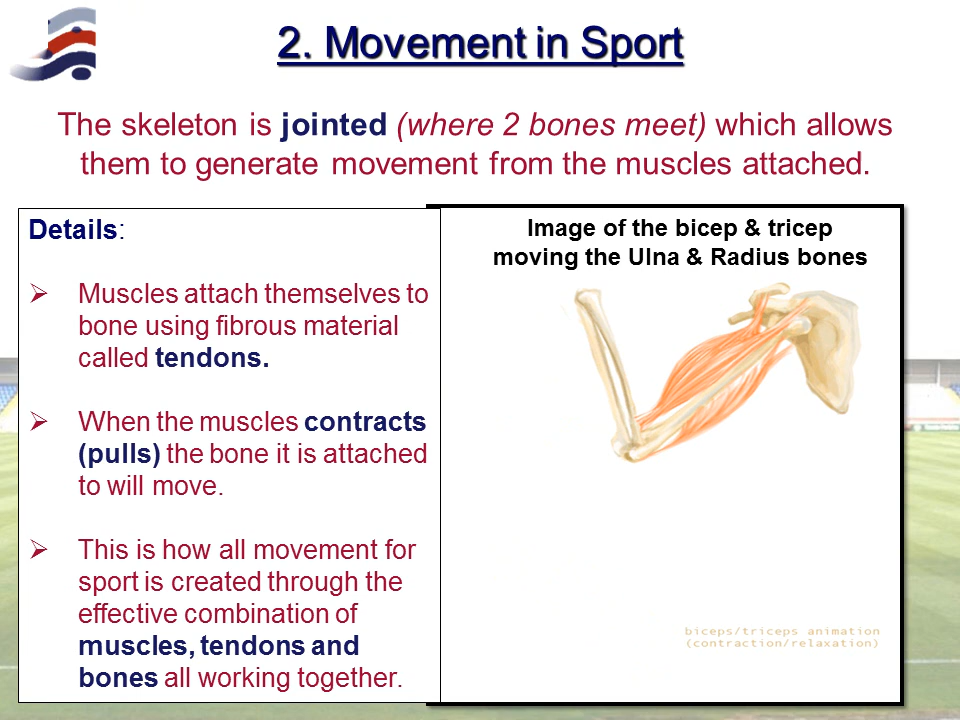 2. Movement in Sport
The skeleton is jointed (where 2 bones meet) which allows
them to generate movement from the muscles attached.
Details:
➢ Muscles attach themselves to
bone using fibrous material
called tendons.
➢ When the muscles contracts
(pulls) the bone it is attached
to will move.
➢ This is how all movement for
sport is created through the
effective combination of
muscles, tendons and
bones all working together.
Image of the bicep & tricep
moving the Ulna & Radius bones
biceps/triceps animation
(contraction/relaxation)